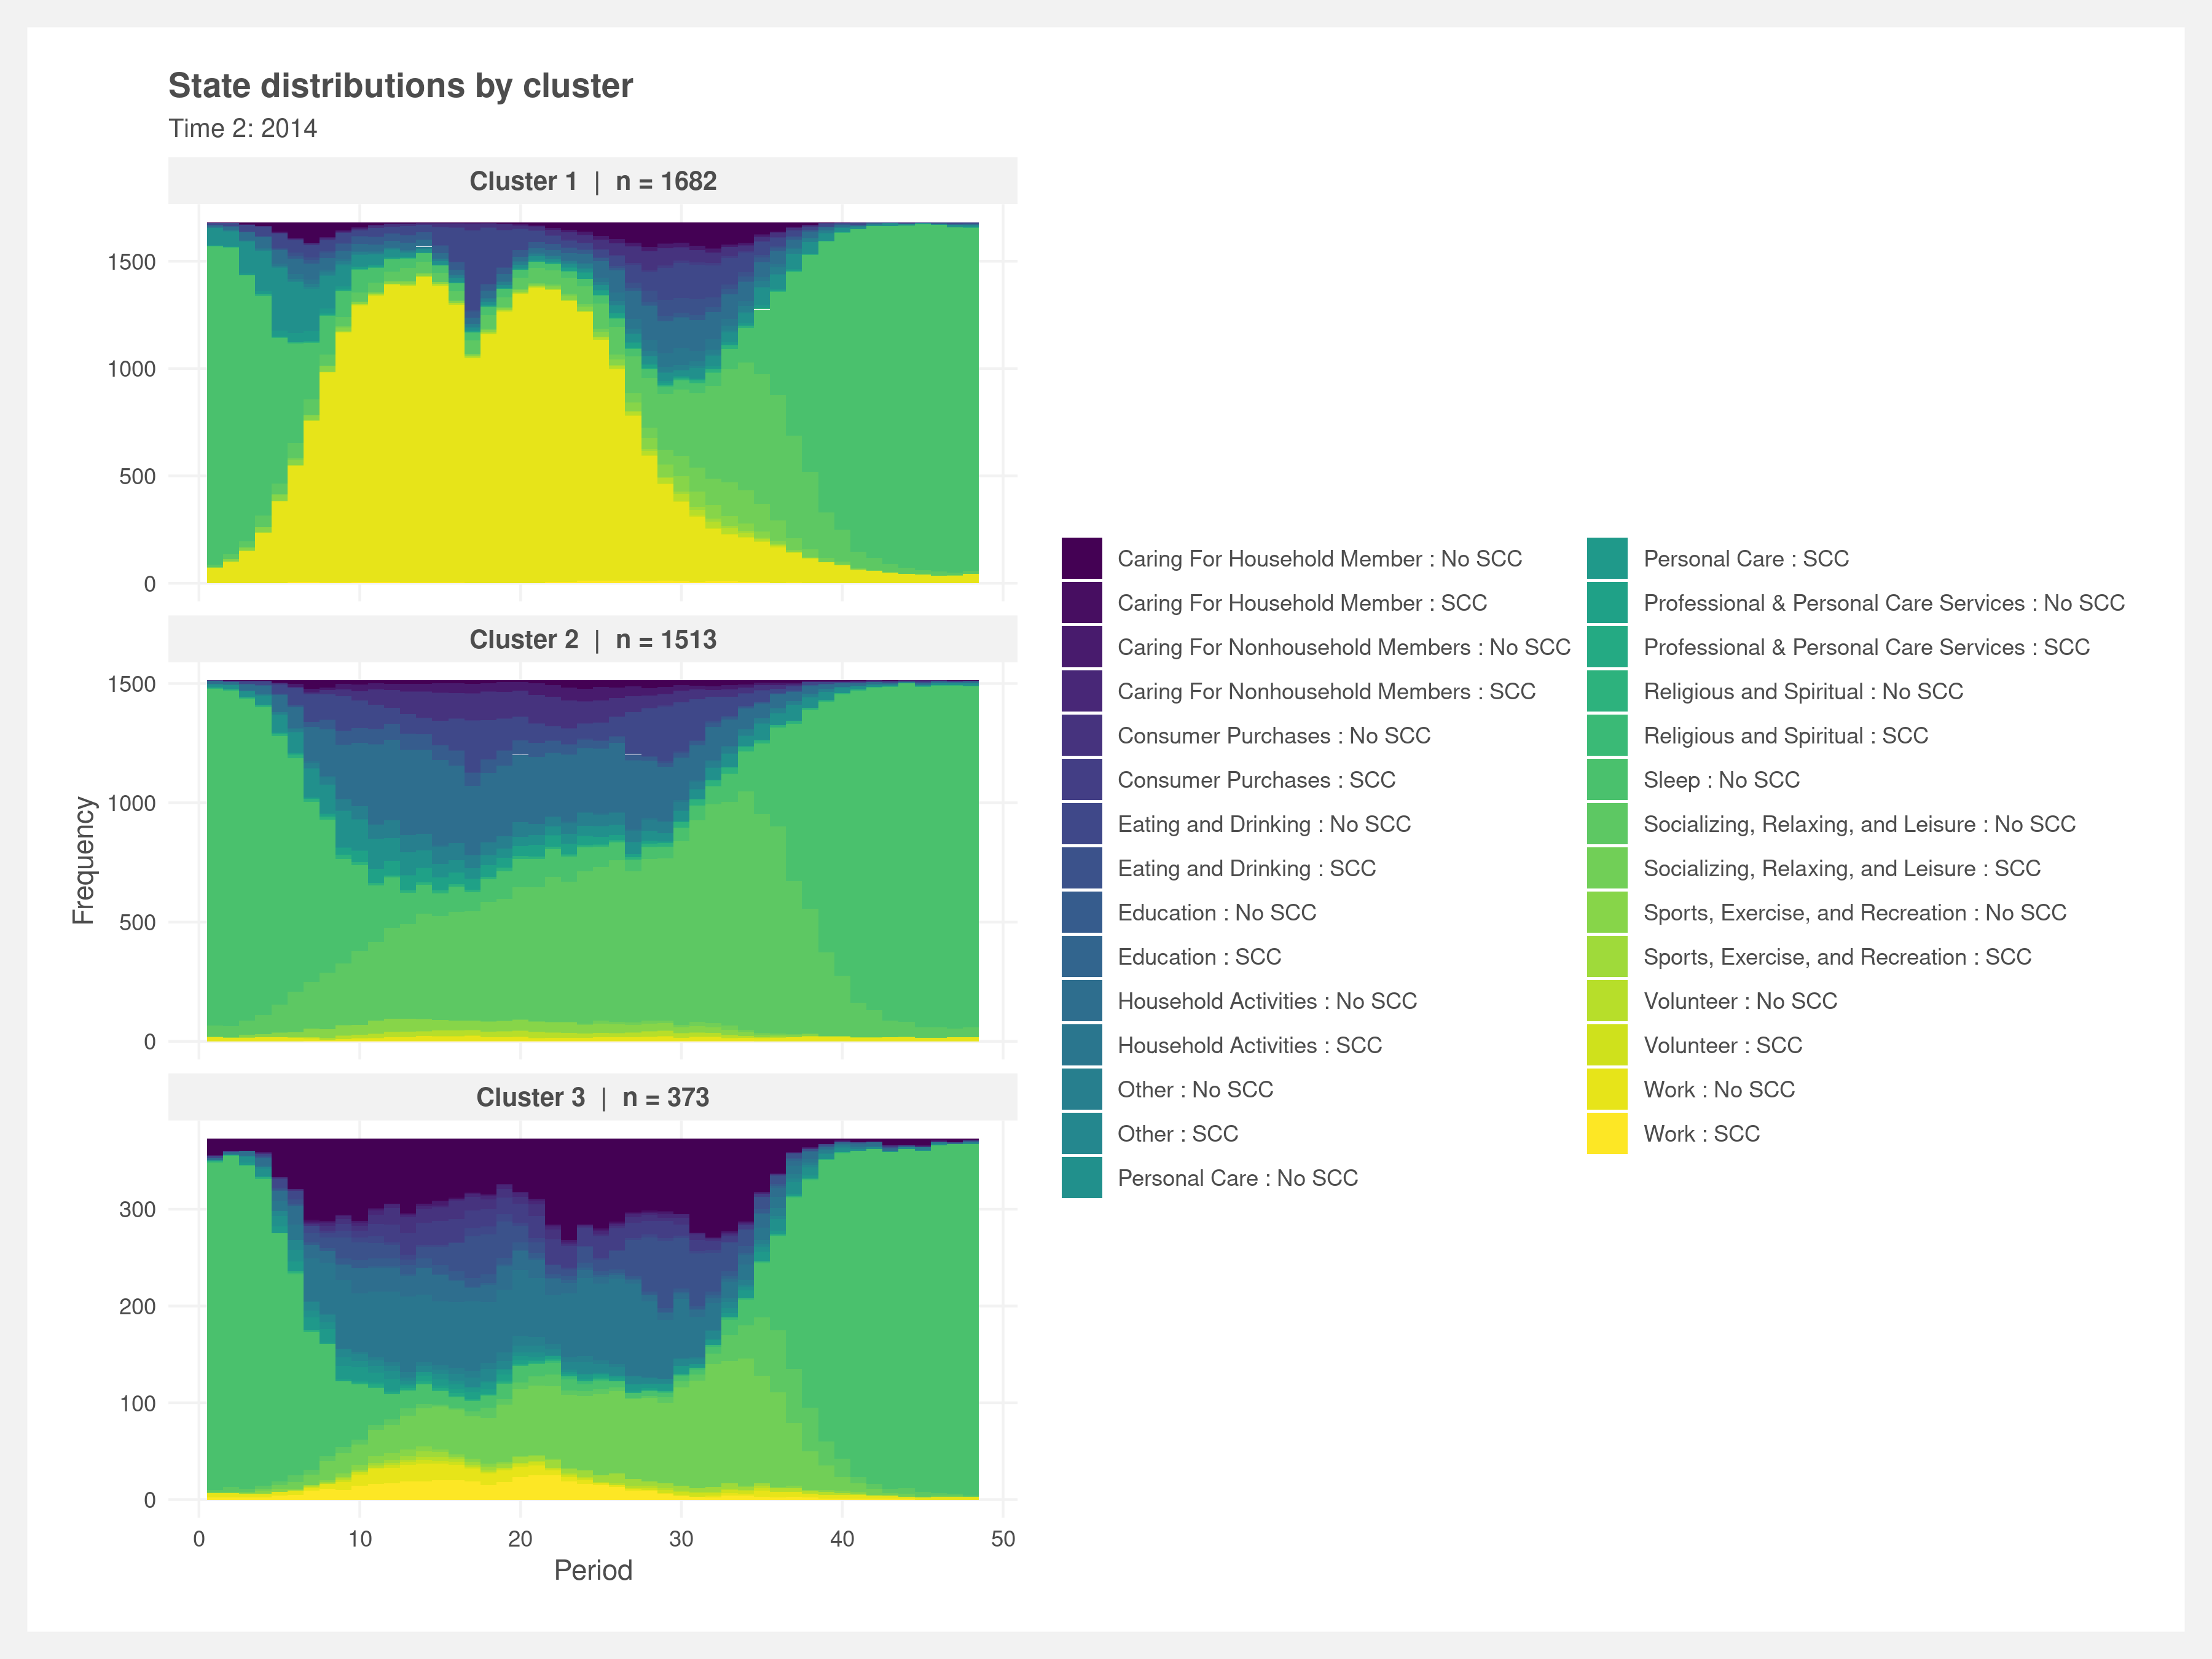 State distributions by cluster
Time 2: 2014
Cluster 1 | n = 1682
1500
1000
500
0
Cluster 2 | n = 1513
1500
1000
500
0
Cluster 3 | n = 373
300
200
100
0
0 10 20 30 40 50
Period
Frequency
Caring For Household Member : No SCC
Caring For Household Member : SCC
Caring For Nonhousehold Members : No SCC
Caring For Nonhousehold Members : SCC
Consumer Purchases : No SCC
Consumer Purchases : SCC
Eating and Drinking : No SCC
Eating and Drinking : SCC
Education : No SCC
Education : SCC
Household Activities : No SCC
Household Activities : SCC
Other : No SCC
Other : SCC
Personal Care : No SCC
Personal Care : SCC
Professional & Personal Care Services : No SCC
Professional & Personal Care Services : SCC
Religious and Spiritual : No SCC
Religious and Spiritual : SCC
Sleep : No SCC
Socializing, Relaxing, and Leisure : No SCC
Socializing, Relaxing, and Leisure : SCC
Sports, Exercise, and Recreation : No SCC
Sports, Exercise, and Recreation : SCC
Volunteer : No SCC
Volunteer : SCC
Work : No SCC
Work : SCC